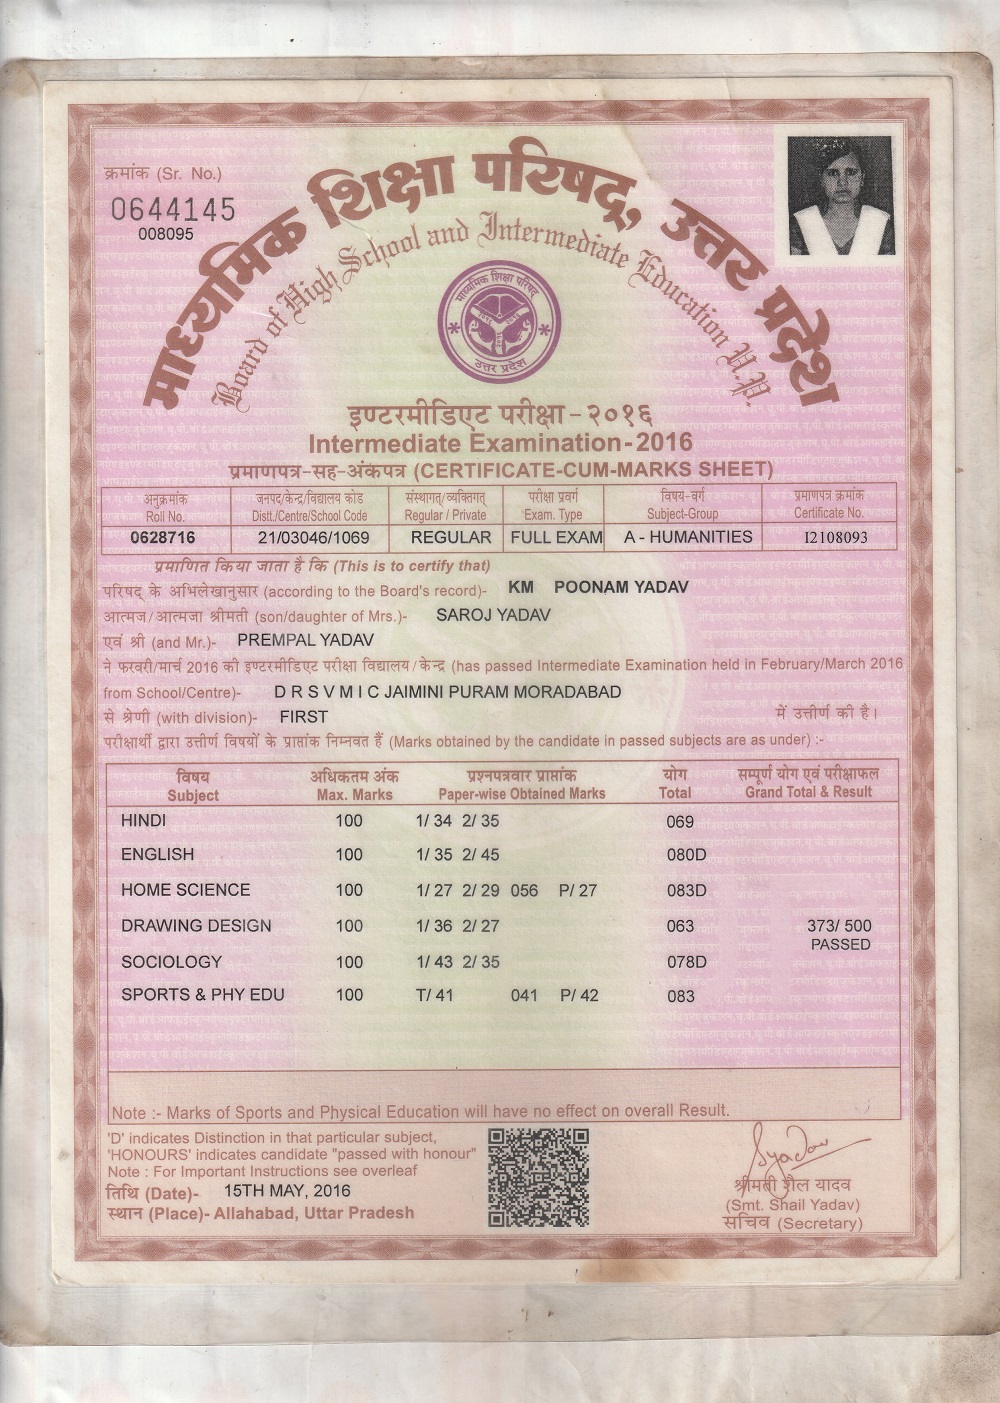 क्रमांक (Sr. No.)
0644145
008095
माध्यमिक शिक्षा परिषद्, उत्तर प्रदेश
Board of High School and Intermediate Education U.P.
माध्यमिक शिक्षा परिषद
उत्तर प्रदेश
इण्टरमीडिएट परीक्षा - २०१६
Intermediate Examination - 2016
प्रमाणपत्र-सह-अंकपत्र (CERTIFICATE-CUM-MARKS SHEET)
अनुक्रमांक जनपद/केन्द्र/विद्यालय कोड संस्थागत्/व्यक्तिगत् परीक्षा प्रवर्ग विषय-वर्ग प्रमाणपत्र क्रमांक
Roll No. Distt./Centre/School Code Regular / Private Exam. Type Subject-Group Certificate No.
0628716 21/03046/1069 REGULAR FULL EXAM A - HUMANITIES I2108093
प्रमाणित किया जाता है कि (This is to certify that)
परिषद् के अभिलेखानुसार (according to the Board's record)- KM POONAM YADAV
आत्मज/आत्मजा श्रीमती (son/daughter of Mrs.)- SAROJ YADAV
एवं श्री (and Mr.)- PREMPAL YADAV
ने फरवरी/मार्च 2016 की इण्टरमीडिएट परीक्षा विद्यालय/केन्द्र (has passed Intermediate Examination held in February/March 2016
from School/Centre)- D R S V M I C JAIMINI PURAM MORADABAD
से श्रेणी (with division)- FIRST में उत्तीर्ण की है।
परीक्षार्थी द्वारा उत्तीर्ण विषयों के प्राप्तांक निम्नवत हैं (Marks obtained by the candidate in passed subjects are as under) :-
विषय अधिकतम अंक प्रश्नपत्रवार प्राप्तांक योग सम्पूर्ण योग एवं परीक्षाफल
Subject Max. Marks Paper-wise Obtained Marks Total Grand Total & Result
HINDI 100 1/ 34 2/ 35 069
ENGLISH 100 1/ 35 2/ 45 080D
HOME SCIENCE 100 1/ 27 2/ 29 056 P/ 27 083D
DRAWING DESIGN 100 1/ 36 2/ 27 063 373/ 500
PASSED
SOCIOLOGY 100 1/ 43 2/ 35 078D
SPORTS & PHY EDU 100 T/ 41 041 P/ 42 083
Note :- Marks of Sports and Physical Education will have no effect on overall Result.
'D' indicates Distinction in that particular subject,
'HONOURS' indicates candidate "passed with honour"
Note : For Important Instructions see overleaf
तिथि (Date)- 15TH MAY, 2016
स्थान (Place)- Allahabad, Uttar Pradesh
Syadav
श्रीमती शैल यादव
(Smt. Shail Yadav)
सचिव (Secretary)